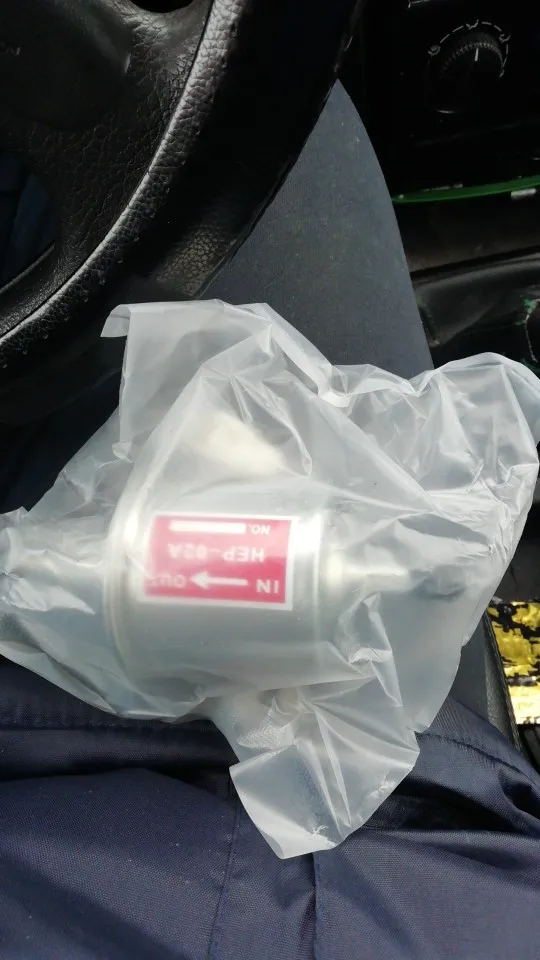 IN → OUT
HEP-02A
NO.